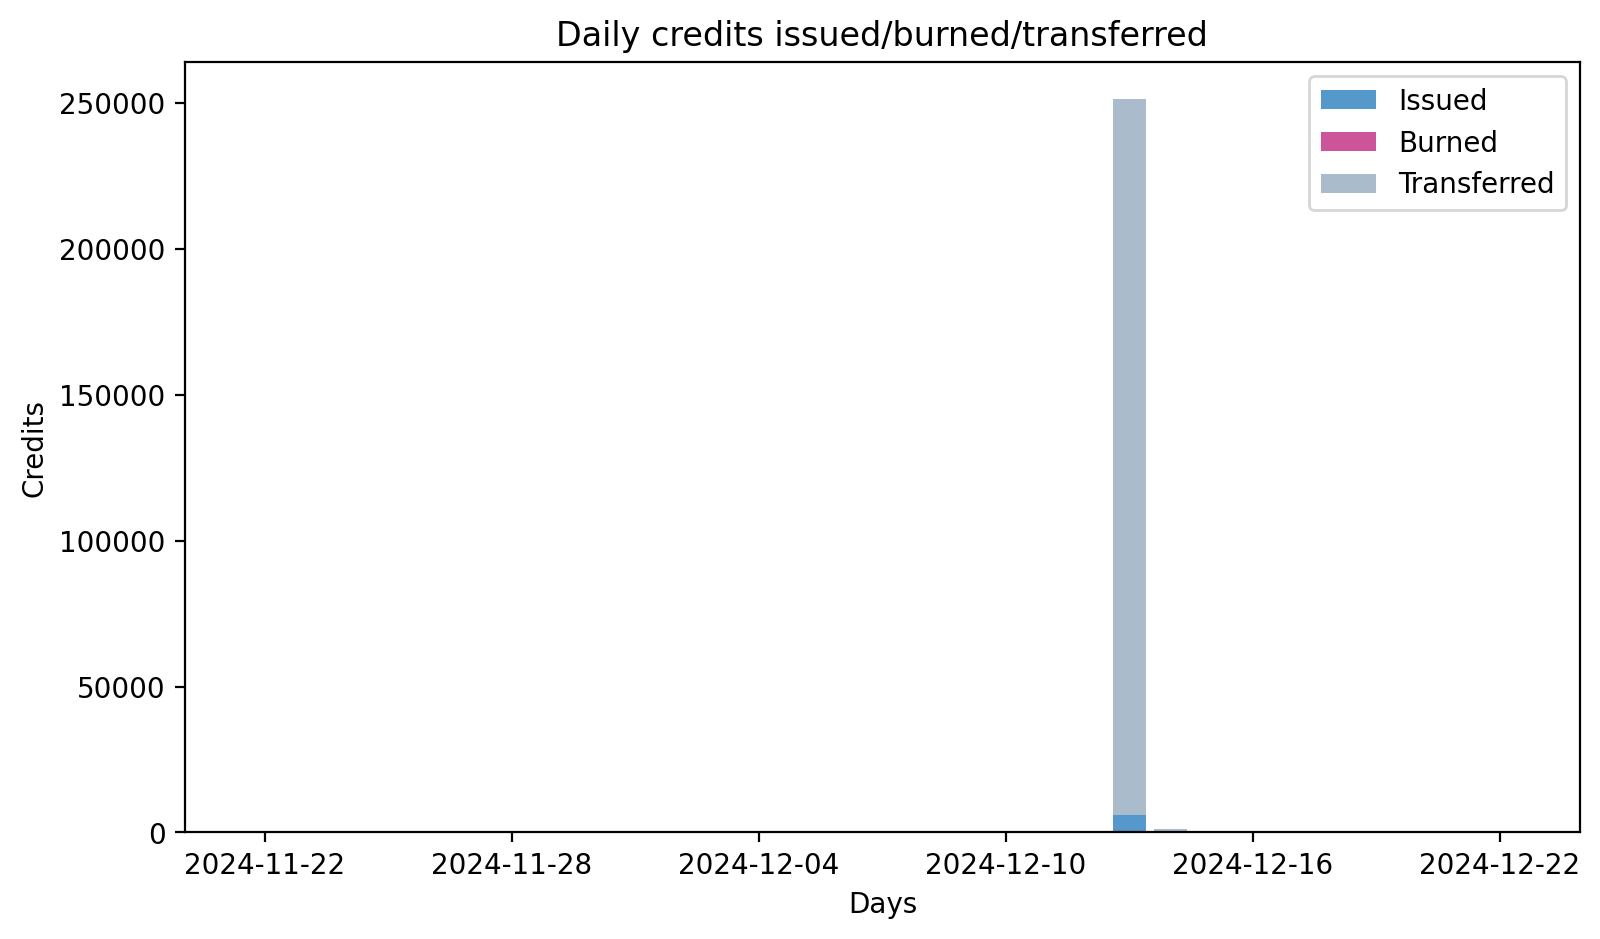 Daily credits issued/burned/transferred
Issued
Burned
Transferred
250000
200000
150000
100000
50000
0
Credits
2024-11-22
2024-11-28
2024-12-04
2024-12-10
2024-12-16
2024-12-22
Days